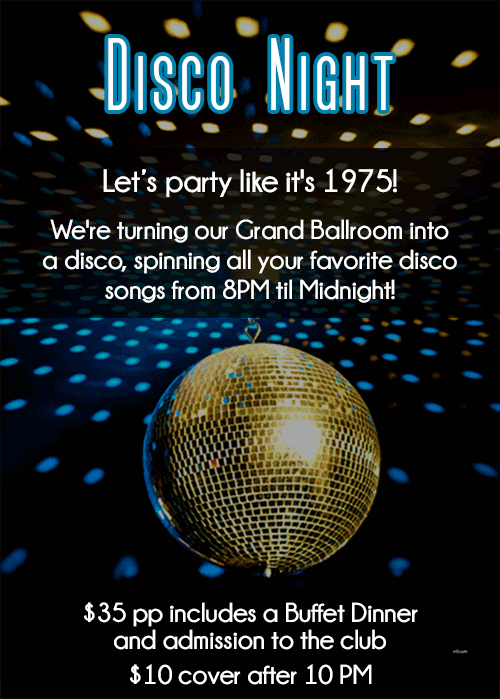 Disco Night
Let's party like it's 1975!
We're turning our Grand Ballroom into
a disco, spinning all your favorite disco
songs from 8PM til Midnight!
$35 pp includes a Buffet Dinner
and admission to the club
$10 cover after 10 PM